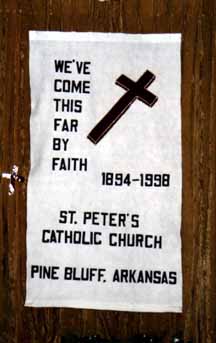 WE'VE
COME
THIS
FAR
BY
FAITH
1894-1998
ST. PETER'S
CATHOLIC CHURCH
PINE BLUFF, ARKANSAS